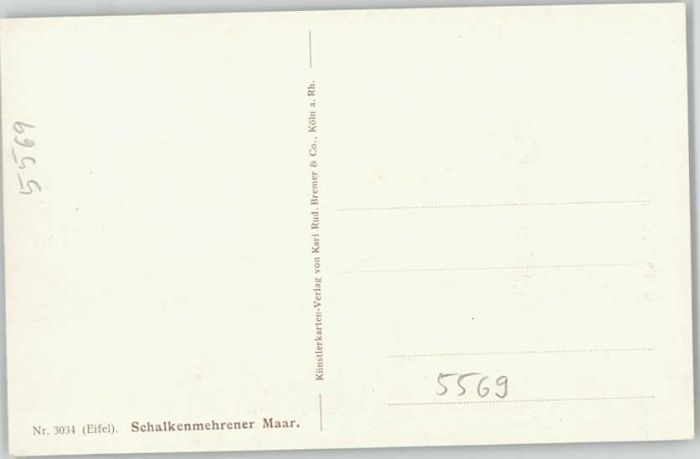 5569
Künstlerkarten-Verlag von Karl Rud. Bremer & Co., Köln a. Rh.
5569
Nr. 3034 (Eifel). Schalkenmehrener Maar.